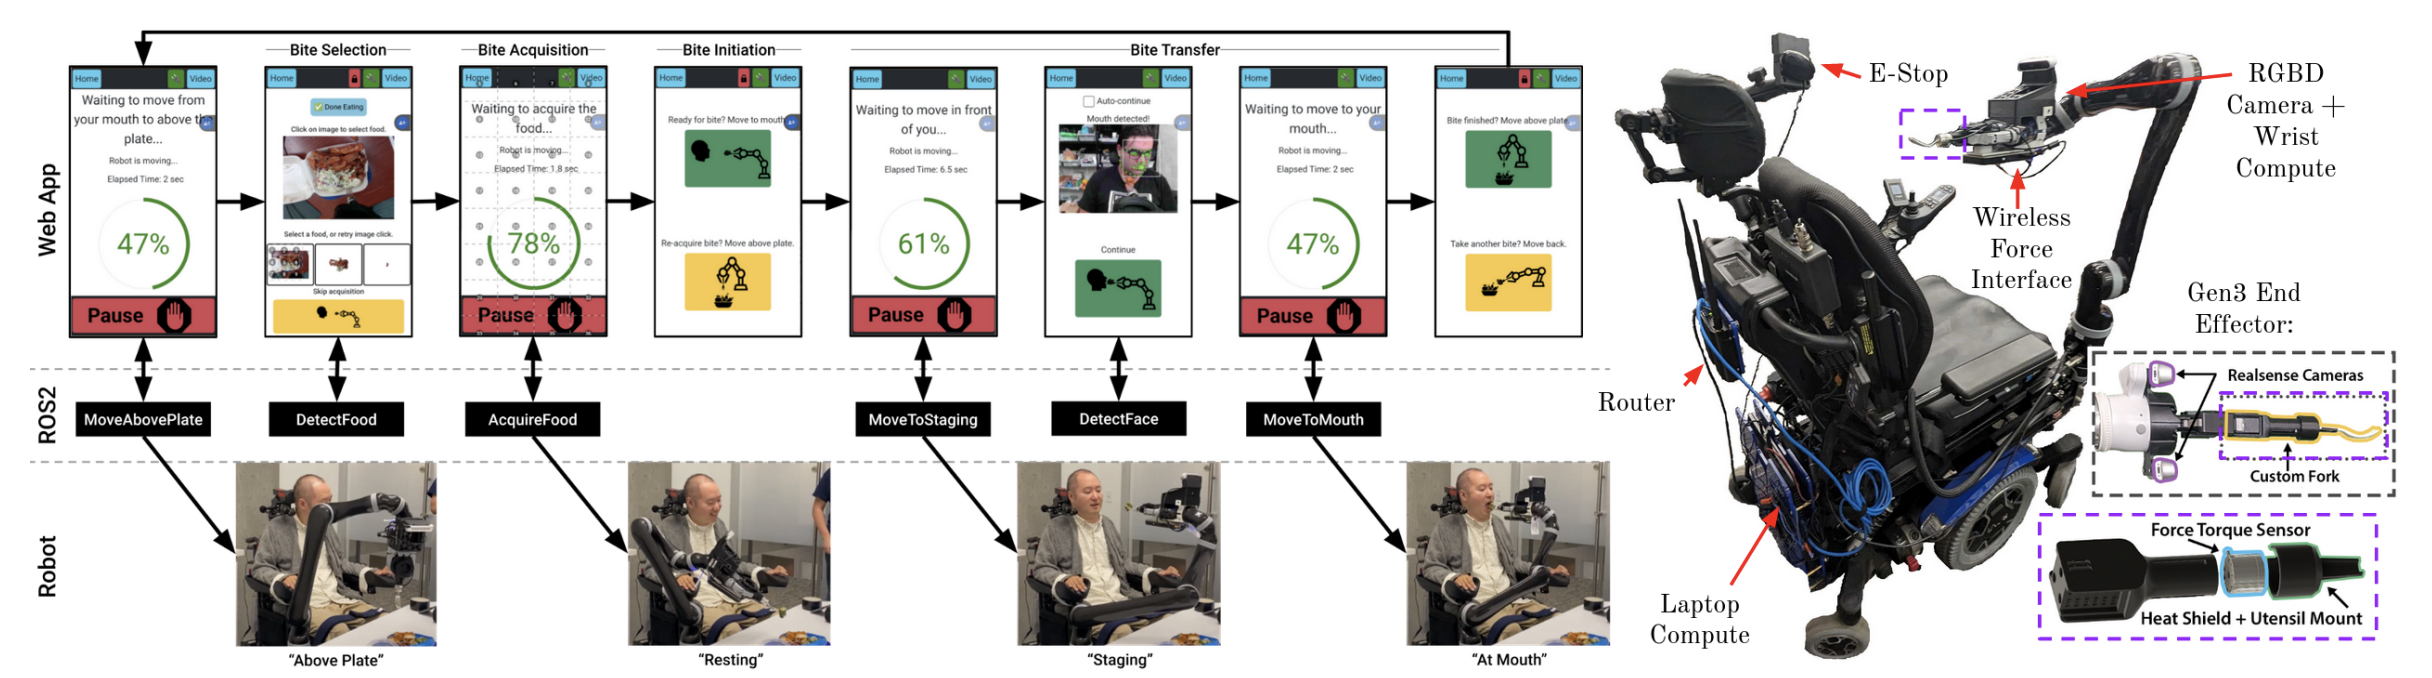 Bite Selection
Bite Acquisition
Bite Initiation
Bite Transfer
Web App
Home
Video
Waiting to move from
your mouth to above the
plate...
Robot is moving...
Elapsed Time: 2 sec
47%
Pause
Home
Video
Done Eating
Click on image to select food.
Select a food, or retry image click.
Skip acquisition
Home
Video
Waiting to acquire the
food...
Robot is moving...
Elapsed Time: 1.8 sec
78%
Pause
Home
Video
Ready for bite? Move to mouth
Re-acquire bite? Move above plate.
Home
Video
Waiting to move in front
of you...
Robot is moving...
Elapsed Time: 6.5 sec
61%
Pause
Home
Video
Auto-continue
Mouth detected!
Continue
Home
Video
Waiting to move to your
mouth...
Robot is moving...
Elapsed Time: 2 sec
47%
Pause
Home
Video
Bite finished? Move above plate
Take another bite? Move back.
ROS2
MoveAbovePlate
DetectFood
AcquireFood
MoveToStaging
DetectFace
MoveToMouth
Robot
“Above Plate”
“Resting”
“Staging”
“At Mouth”
E-Stop
RGBD
Camera +
Wrist
Compute
Wireless
Force
Interface
Router
Laptop
Compute
Gen3 End
Effector:
Realsense Cameras
Custom Fork
Force Torque Sensor
Heat Shield + Utensil Mount